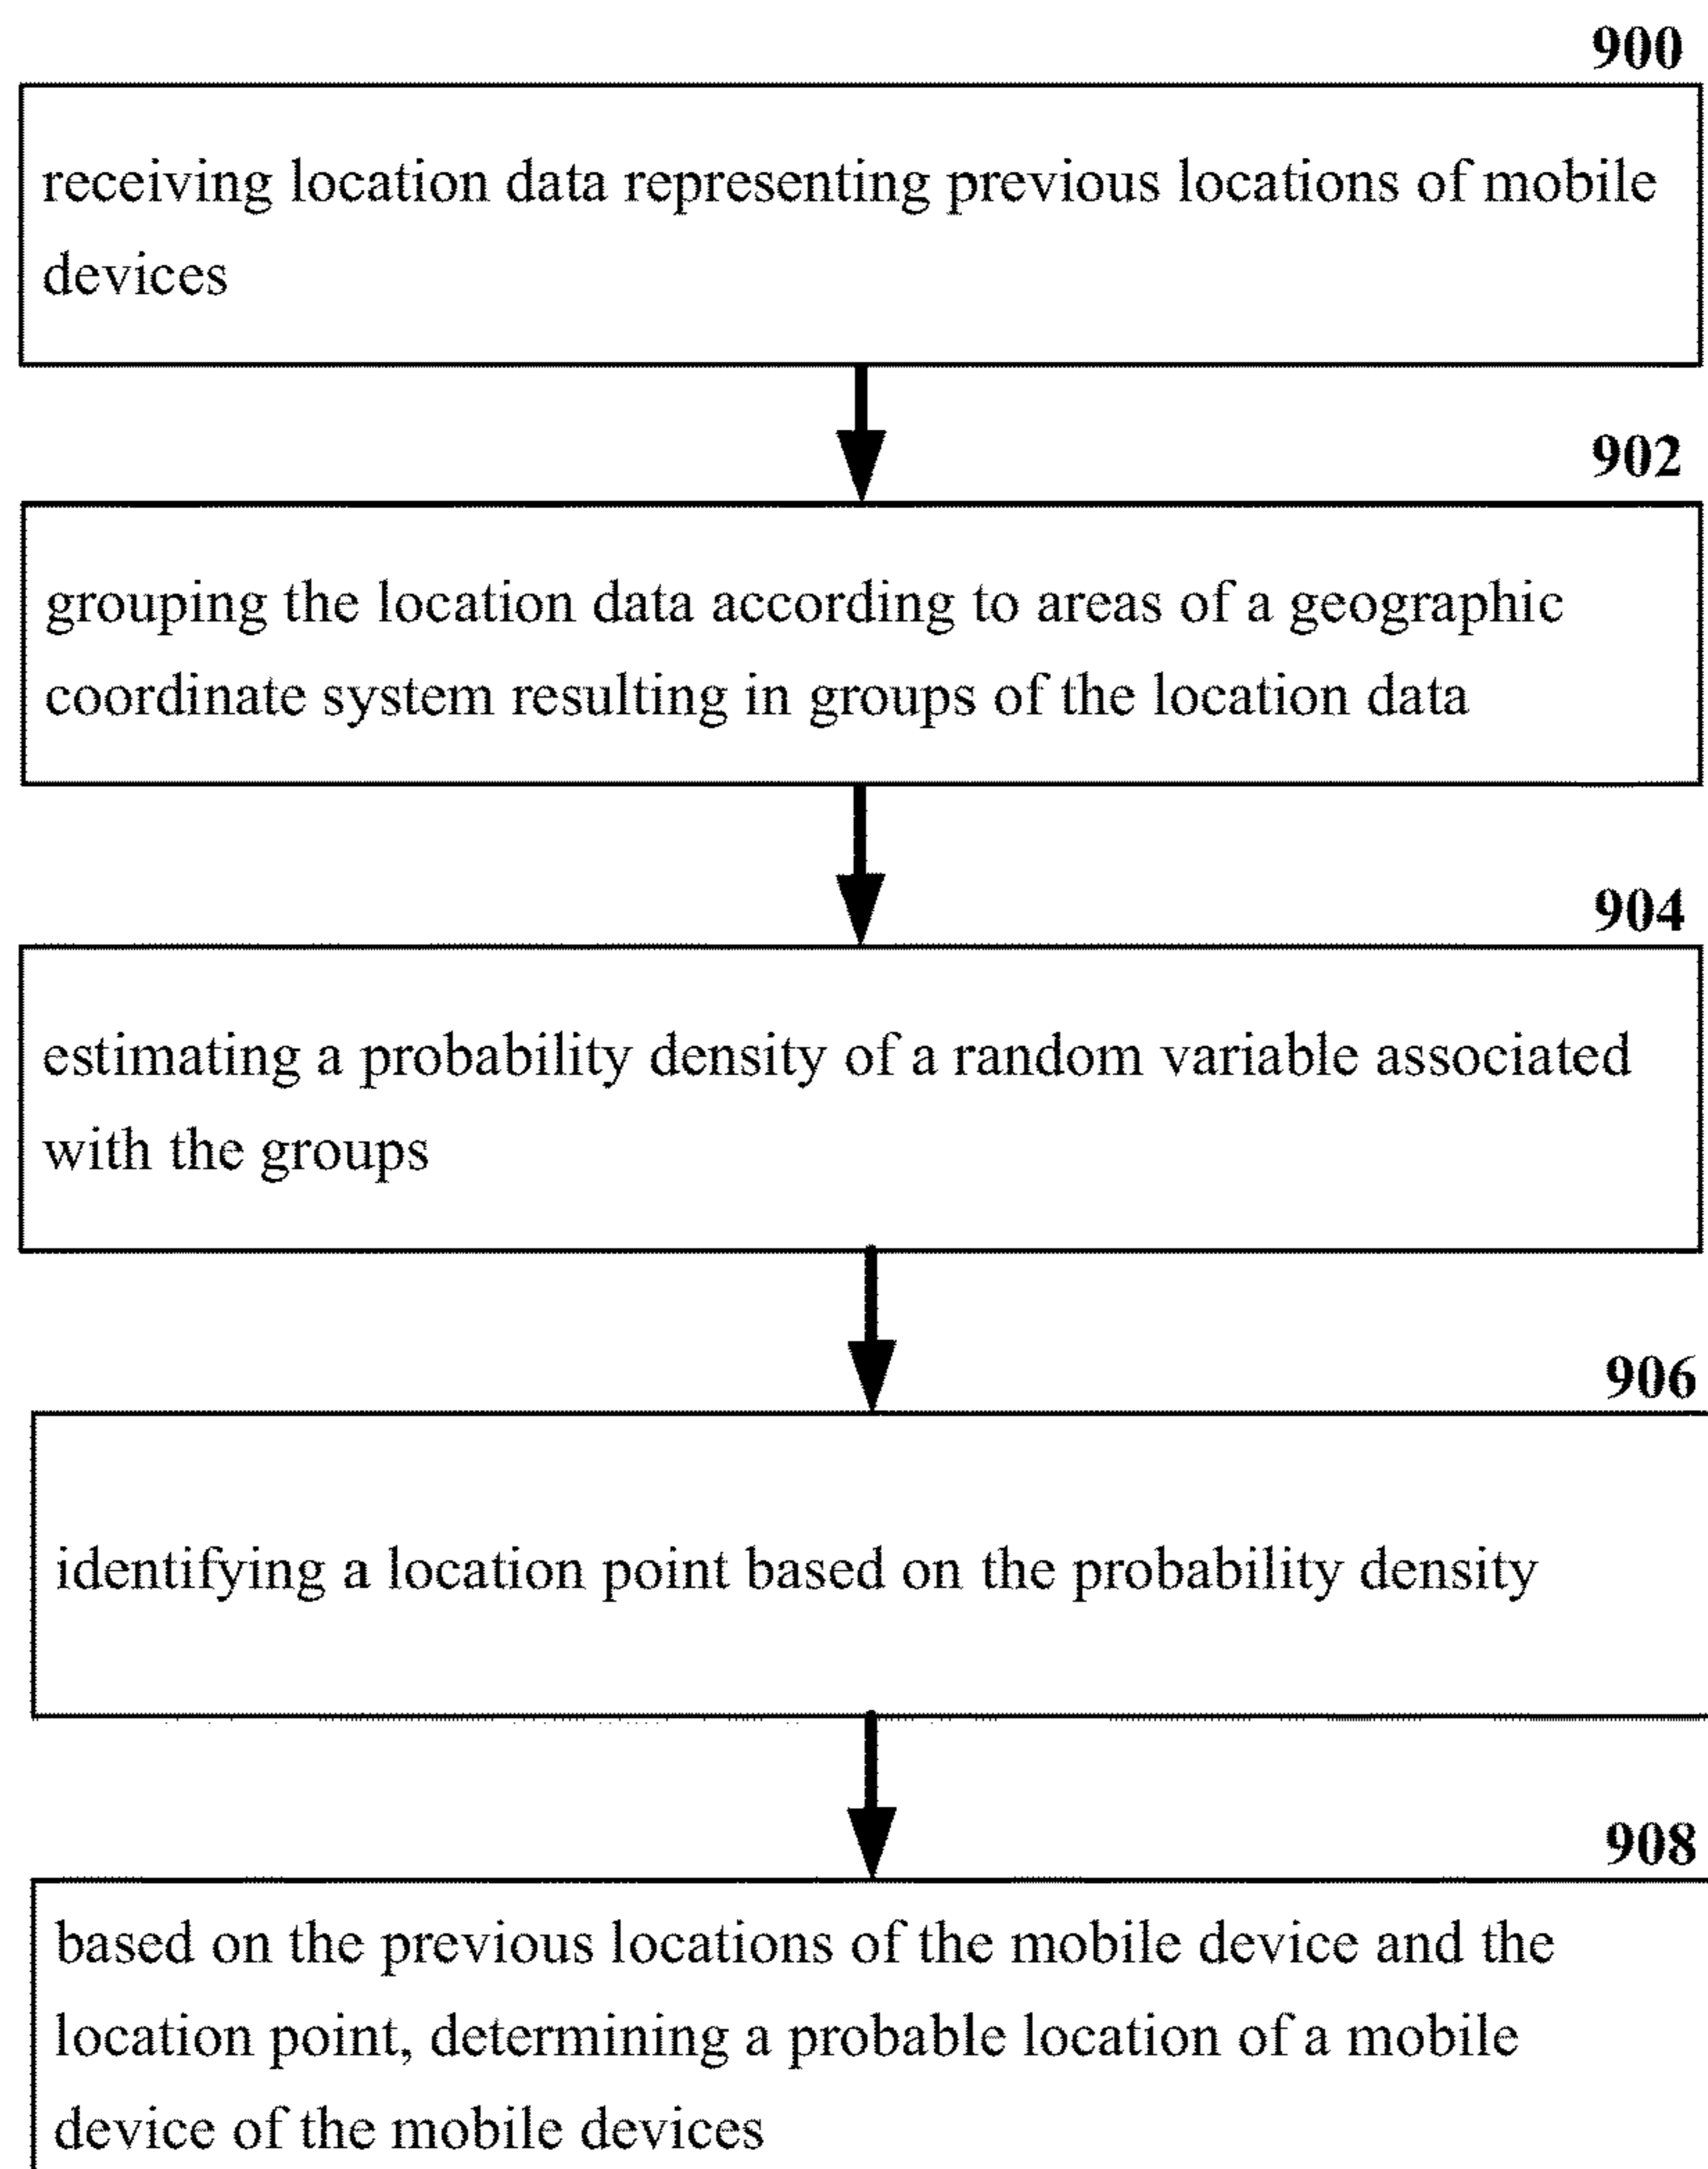 900
receiving location data representing previous locations of mobile
devices
902
grouping the location data according to areas of a geographic
coordinate system resulting in groups of the location data
904
estimating a probability density of a random variable associated
with the groups
906
identifying a location point based on the probability density
908
based on the previous locations of the mobile device and the
location point, determining a probable location of a mobile
device of the mobile devices